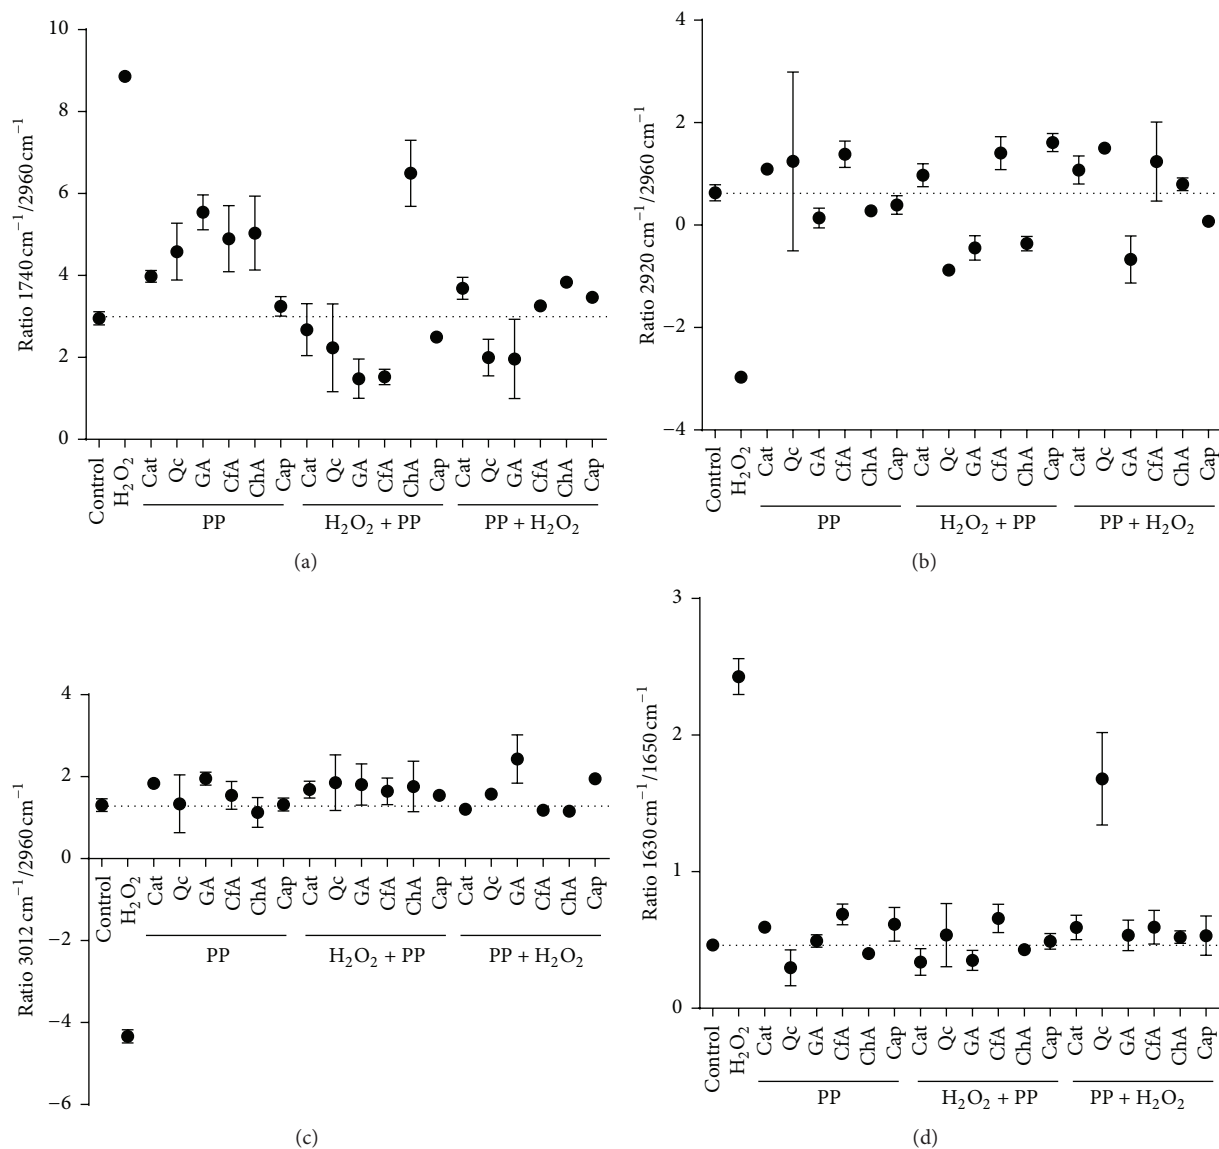 10
8
6
4
2
0
Ratio 1740 cm⁻¹/2960 cm⁻¹
Control
H₂O₂
Cat
Qc
GA
CfA
ChA
Cap
Cat
Qc
GA
CfA
ChA
Cap
Cat
Qc
GA
CfA
ChA
Cap
PP
H₂O₂ + PP
PP + H₂O₂
(a)
4
2
0
−2
−4
Ratio 2920 cm⁻¹/2960 cm⁻¹
Control
H₂O₂
Cat
Qc
GA
CfA
ChA
Cap
Cat
Qc
GA
CfA
ChA
Cap
Cat
Qc
GA
CfA
ChA
Cap
PP
H₂O₂ + PP
PP + H₂O₂
(b)
4
2
0
−2
−4
−6
Ratio 3012 cm⁻¹/2960 cm⁻¹
Control
H₂O₂
Cat
Qc
GA
CfA
ChA
Cap
Cat
Qc
GA
CfA
ChA
Cap
Cat
Qc
GA
CfA
ChA
Cap
PP
H₂O₂ + PP
PP + H₂O₂
(c)
3
2
1
0
Ratio 1630 cm⁻¹/1650 cm⁻¹
Control
H₂O₂
Cat
Qc
GA
CfA
ChA
Cap
Cat
Qc
GA
CfA
ChA
Cap
Cat
Qc
GA
CfA
ChA
Cap
PP
H₂O₂ + PP
PP + H₂O₂
(d)